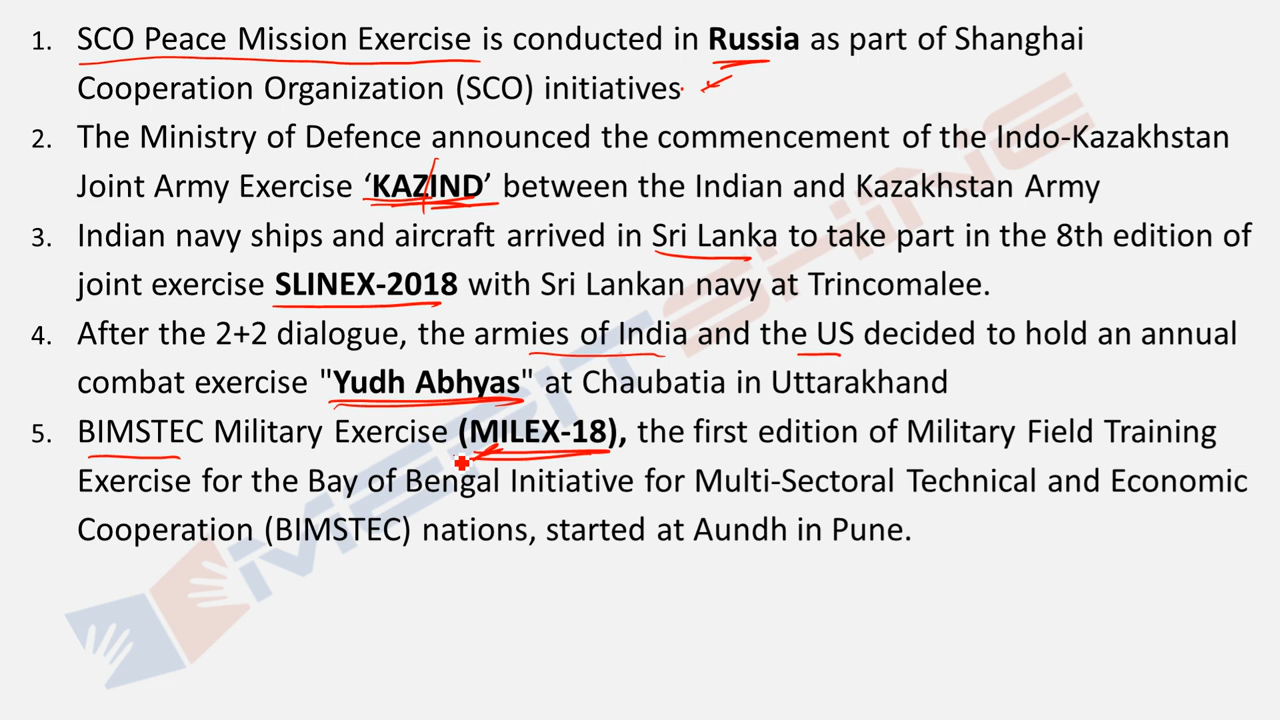 1. SCO Peace Mission Exercise is conducted in Russia as part of Shanghai
Cooperation Organization (SCO) initiatives
2. The Ministry of Defence announced the commencement of the Indo-Kazakhstan
Joint Army Exercise ‘KAZIND’ between the Indian and Kazakhstan Army
3. Indian navy ships and aircraft arrived in Sri Lanka to take part in the 8th edition of
joint exercise SLINEX-2018 with Sri Lankan navy at Trincomalee.
4. After the 2+2 dialogue, the armies of India and the US decided to hold an annual
combat exercise "Yudh Abhyas" at Chaubatia in Uttarakhand
5. BIMSTEC Military Exercise (MILEX-18), the first edition of Military Field Training
Exercise for the Bay of Bengal Initiative for Multi-Sectoral Technical and Economic
Cooperation (BIMSTEC) nations, started at Aundh in Pune.
MERITSHINE